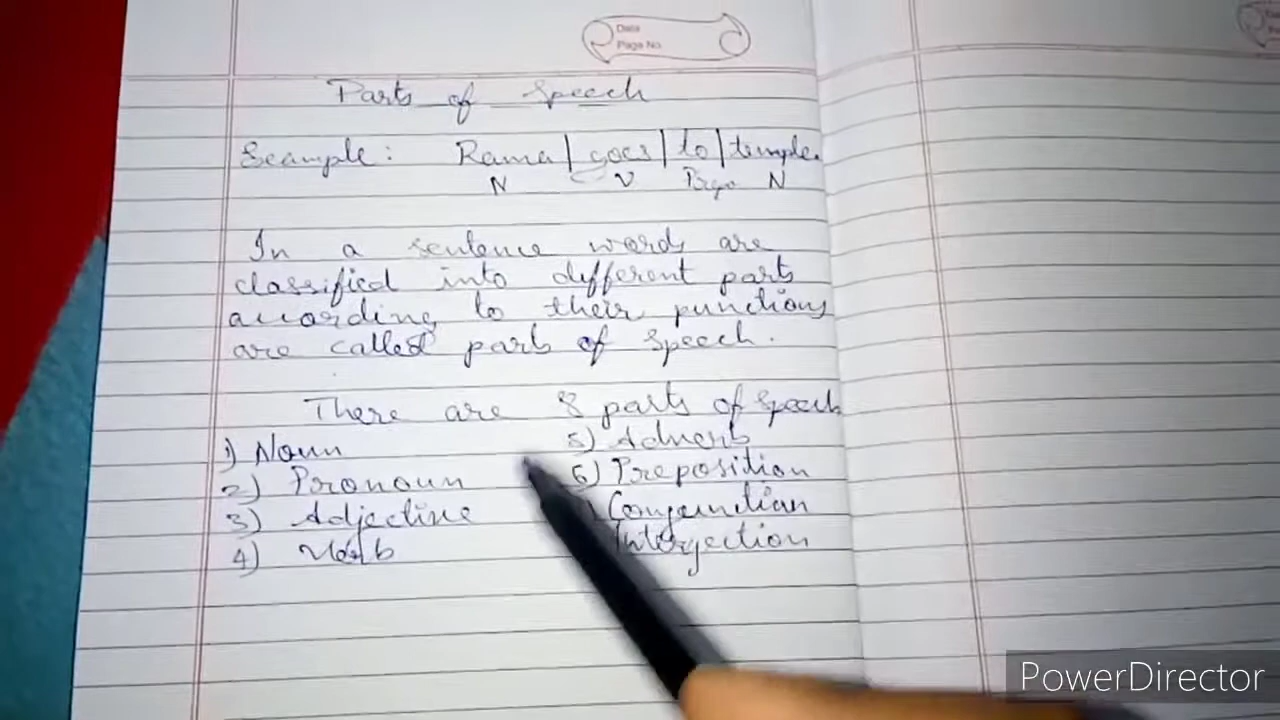 Date
Page No
Parts of Speech
Example: Rama | goes | to | temple.
N V Prep N
In a sentence words are
classified into different parts
according to their punctions
are called parts of speech.
There are 8 parts of speech
1) Noun 5) Adverb
2) Pronoun 6) Preposition
3) Adjective ) Conjunction
4) Verb Interjection
PowerDirector